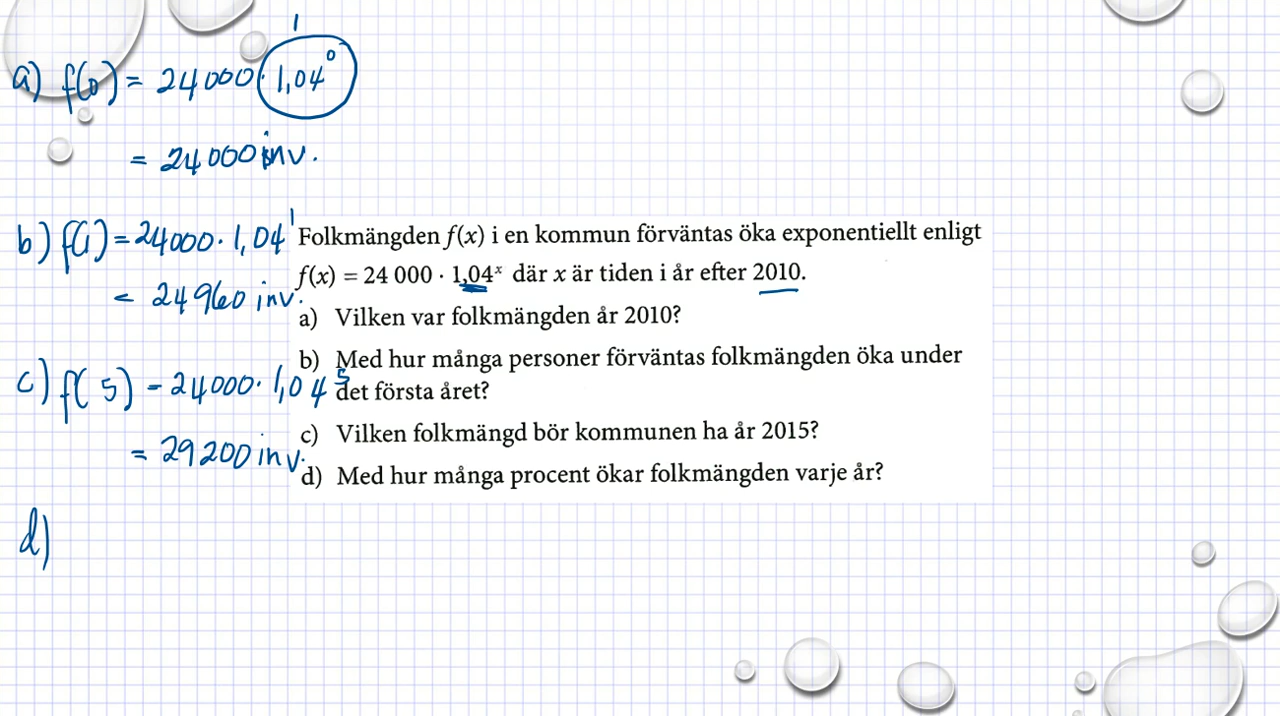 a) f(0) = 24000 · 1,04⁰
1
= 24000 inv.
b) f(1) = 24000 · 1,04¹
= 24960 inv.
c) f(5) = 24000 · 1,04⁵
= 29200 inv.
d)
Folkmängden f(x) i en kommun förväntas öka exponentiellt enligt
f(x) = 24 000 · 1,04ˣ där x är tiden i år efter 2010.
a) Vilken var folkmängden år 2010?
b) Med hur många personer förväntas folkmängden öka under
det första året?
c) Vilken folkmängd bör kommunen ha år 2015?
d) Med hur många procent ökar folkmängden varje år?